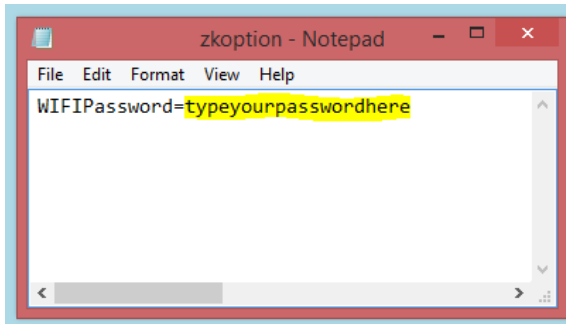 zkoption - Notepad
File Edit Format View Help
WIFIPassword=typeyourpasswordhere